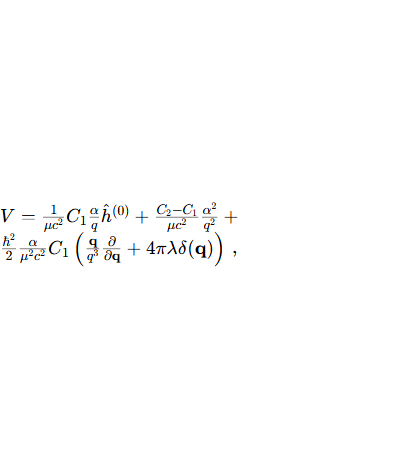 $V = \frac{1}{\mu c^2} C_1 \frac{\alpha}{q} \hat{h}^{(0)} + \frac{C_2 - C_1}{\mu c^2} \frac{\alpha^2}{q^2} +$
$\frac{\hbar^2}{2} \frac{\alpha}{\mu^2 c^2} C_1 \left( \frac{\mathbf{q}}{q^3} \frac{\partial}{\partial \mathbf{q}} + 4\pi\lambda\delta(\mathbf{q}) \right) \ ,$